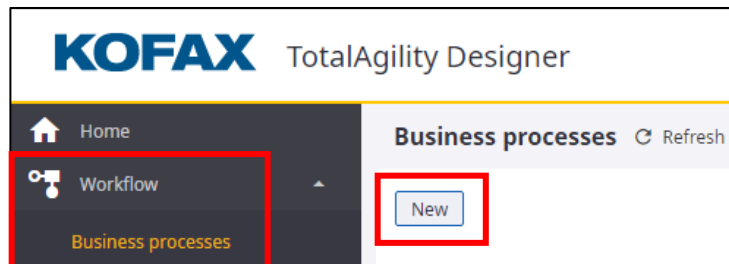 KOFAX TotalAgility Designer
Home
Business processes Refresh
Workflow
New
Business processes